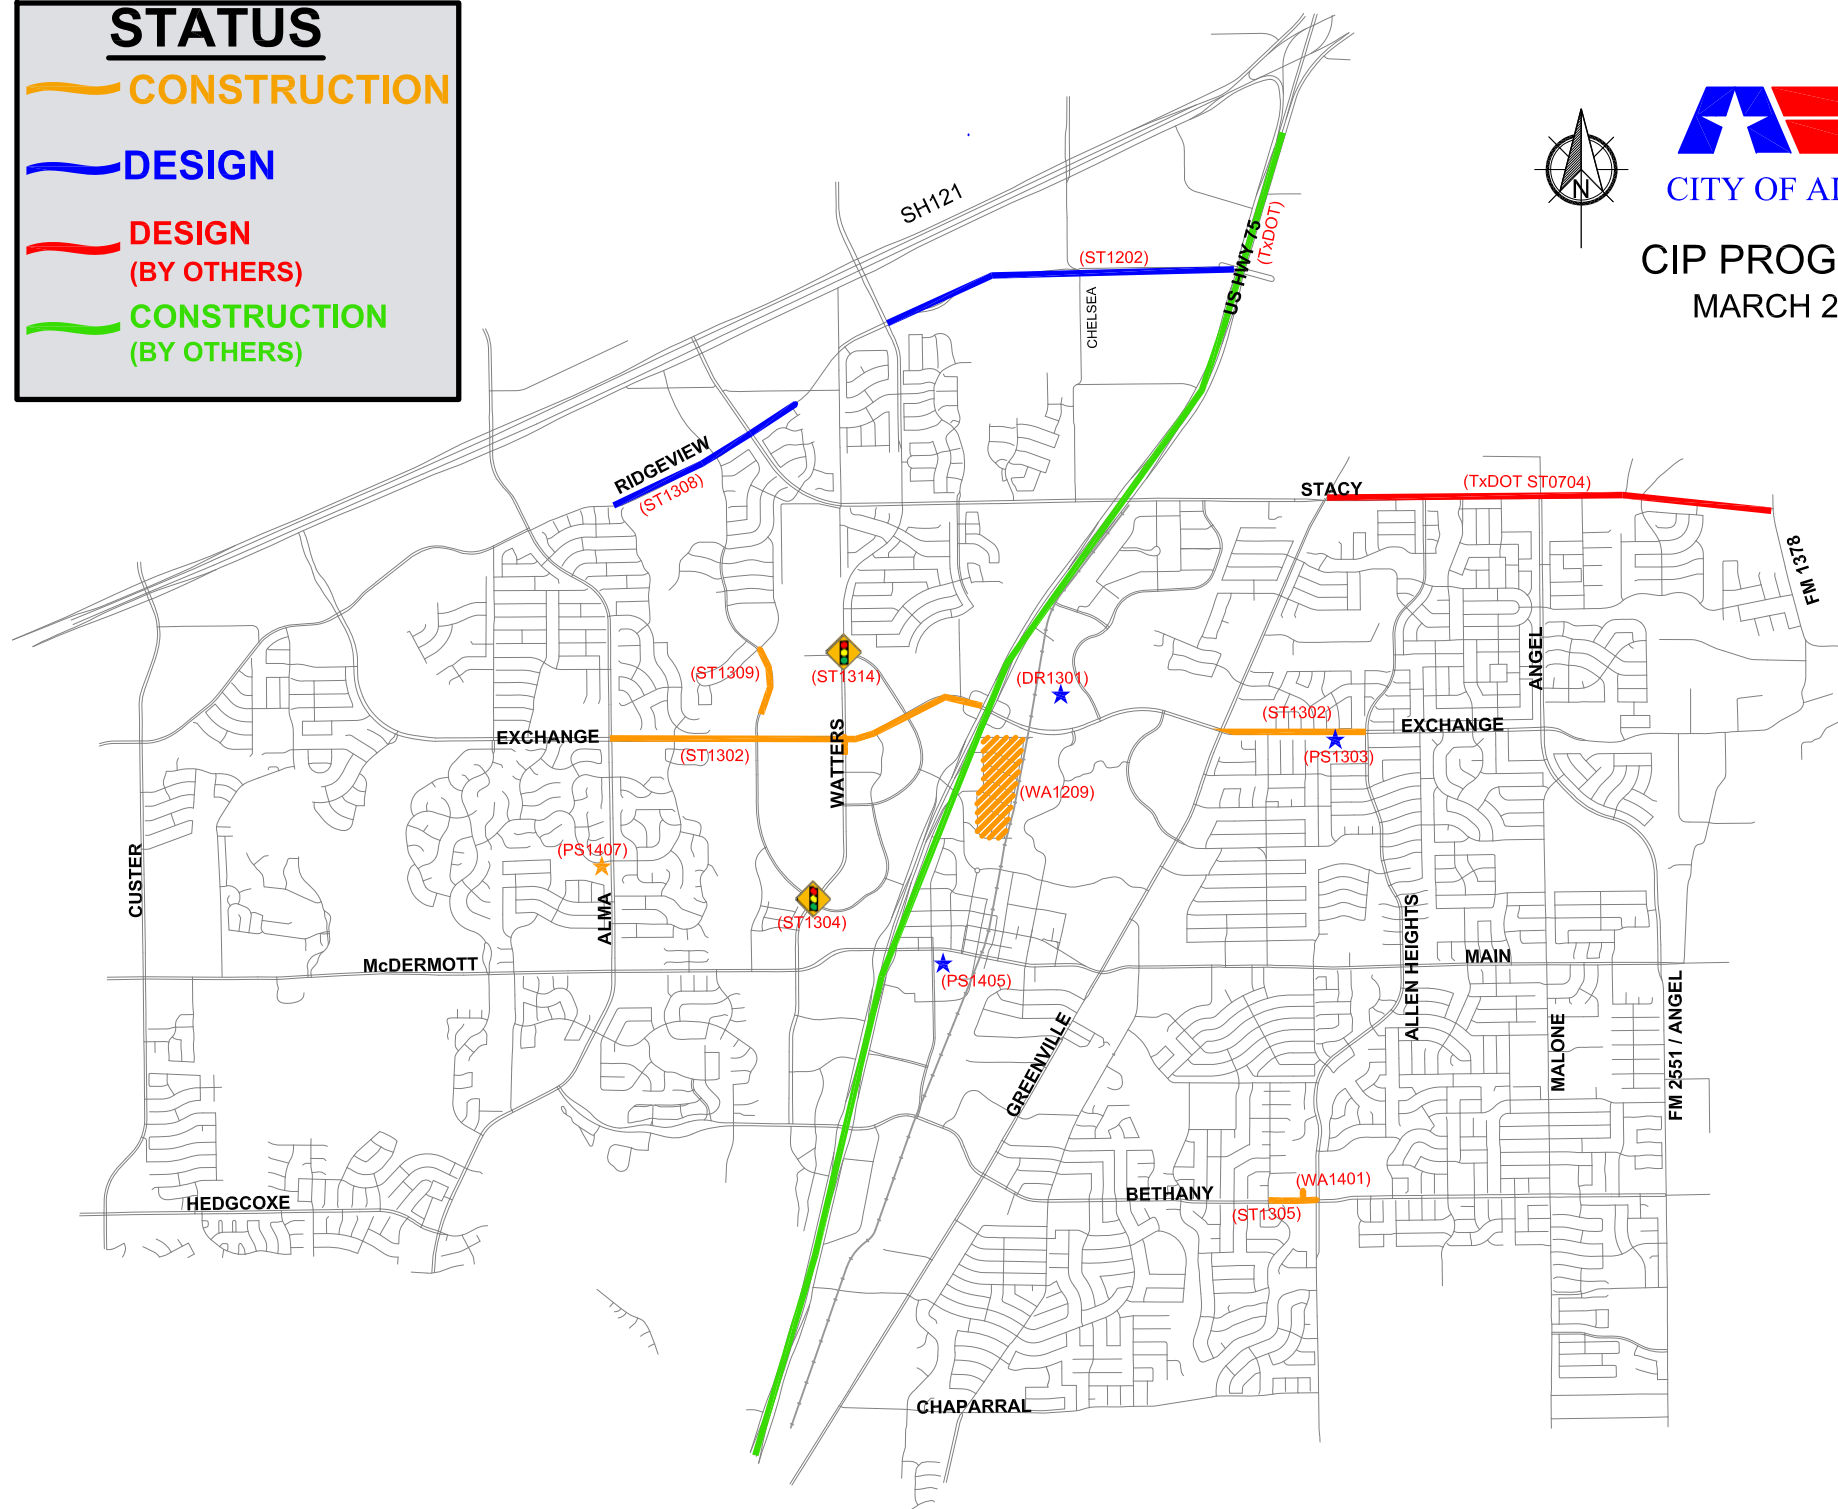 STATUS
CONSTRUCTION
DESIGN
DESIGN
(BY OTHERS)
CONSTRUCTION
(BY OTHERS)
N
CITY OF AL
CIP PROG
MARCH 2
SH121
(ST1202)
US HWY 75
(TxDOT)
CHELSEA
RIDGEVIEW
(ST1308)
STACY
(TxDOT ST0704)
FM 1378
ANGEL
(ST1309)
(ST1314)
(DR1301)
(ST1302)
EXCHANGE
(PS1303)
EXCHANGE
(ST1302)
WATTERS
(WA1209)
CUSTER
(PS1407)
ALMA
(ST1304)
McDERMOTT
(PS1405)
MAIN
ALLEN HEIGHTS
GREENVILLE
MALONE
FM 2551 / ANGEL
HEDGCOXE
BETHANY
(WA1401)
(ST1305)
CHAPARRAL